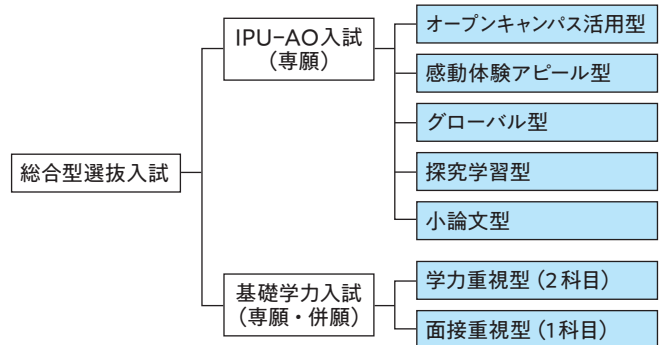 総合型選抜入試
IPU-AO入試
（専願）
オープンキャンパス活用型
感動体験アピール型
グローバル型
探究学習型
小論文型
基礎学力入試
（専願・併願）
学力重視型（2科目）
面接重視型（1科目）